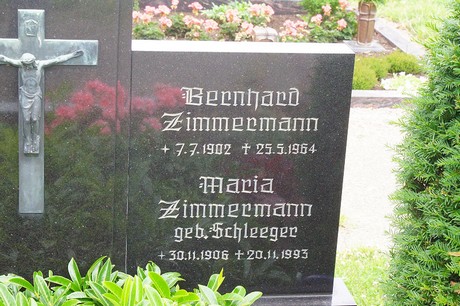 Bernhard
Zimmermann
+ 7.7.1902 + 25.5.1964
Maria
Zimmermann
geb. Schleeger
+ 30.11.1906 + 20.11.1993